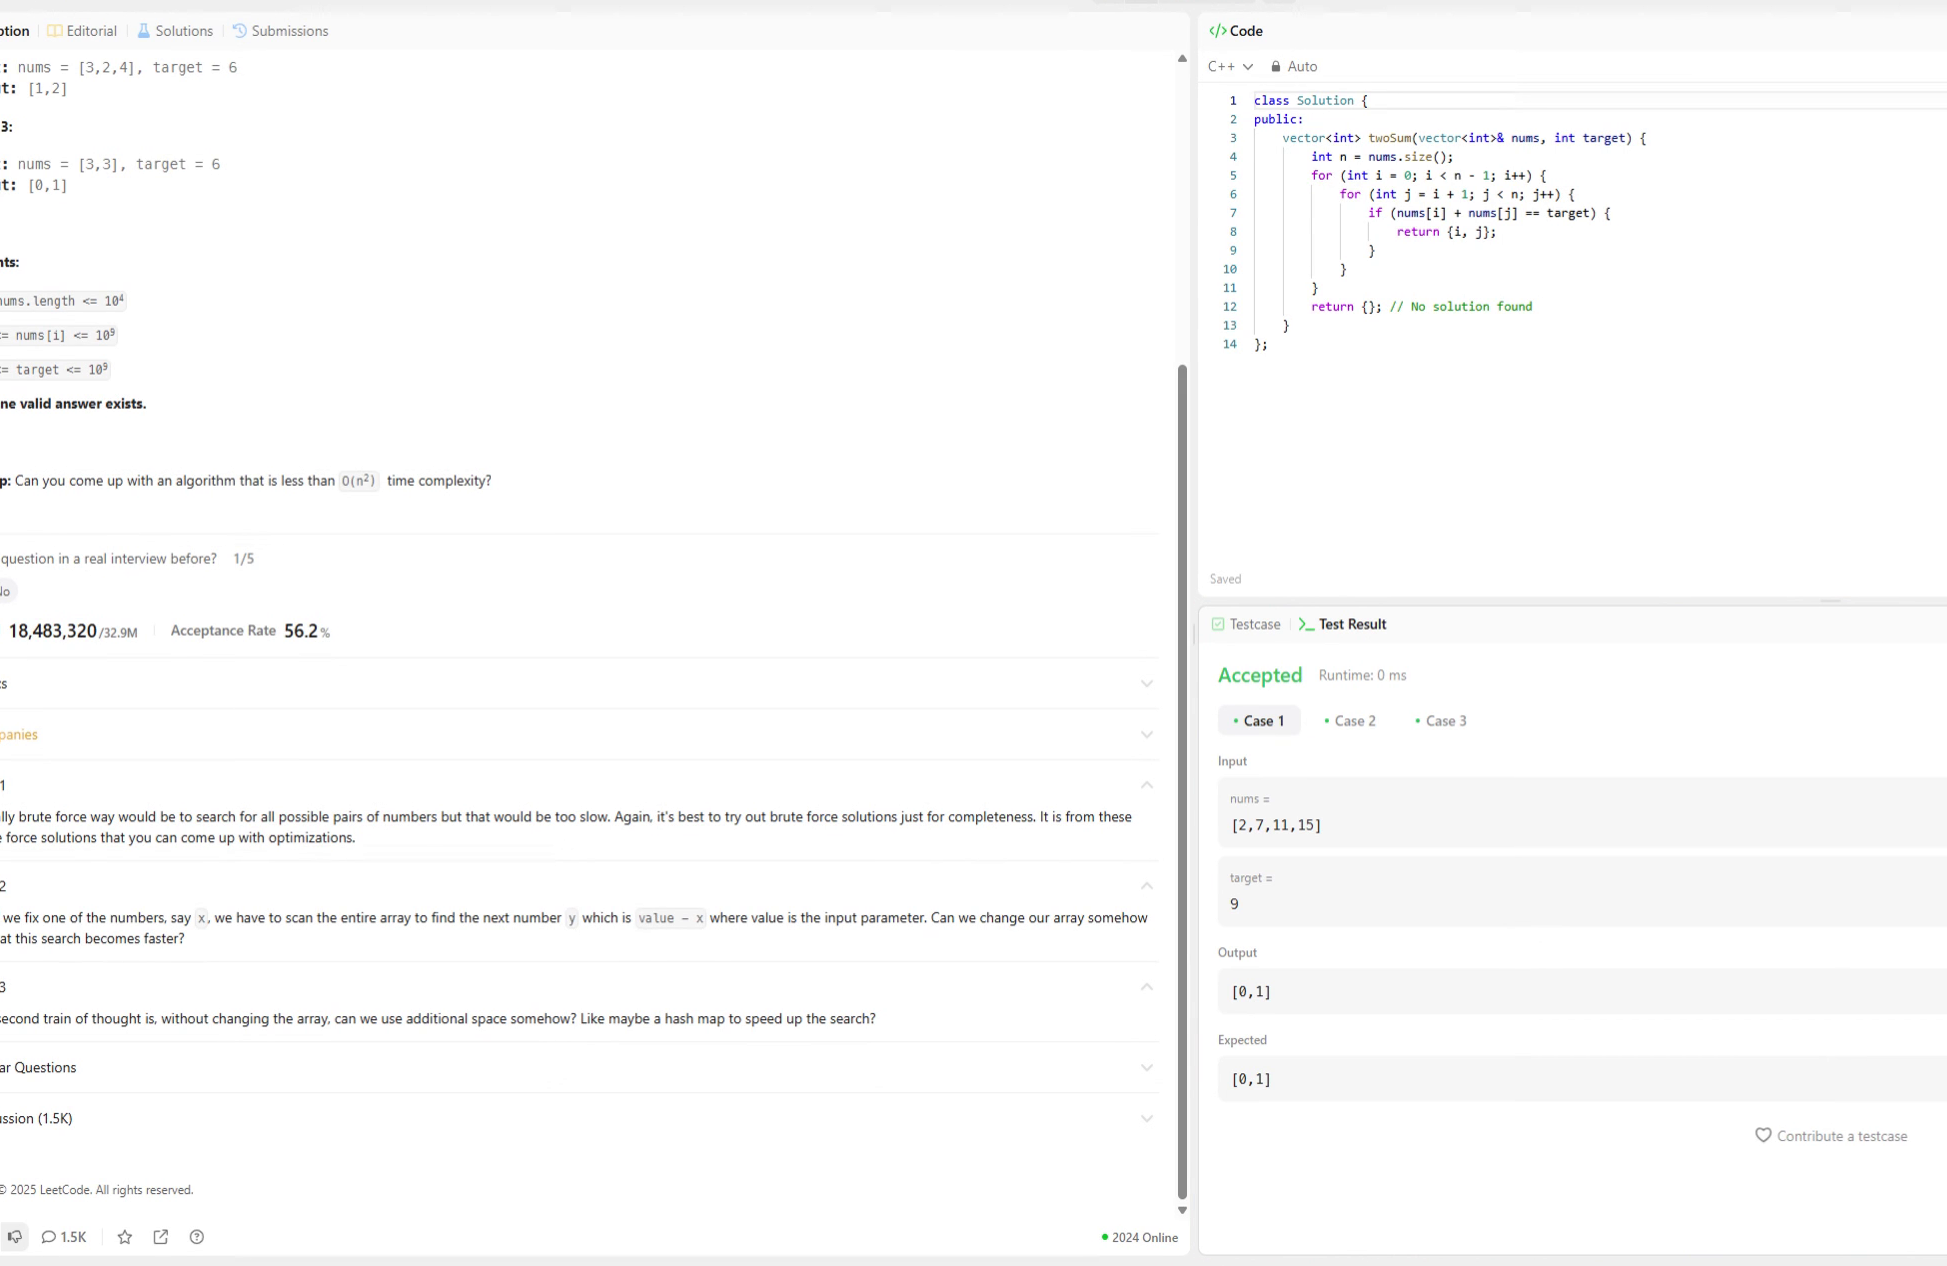 ption Editorial Solutions Submissions
: nums = [3,2,4], target = 6
t: [1,2]
3:
: nums = [3,3], target = 6
t: [0,1]
nts:
nums.length <= 10⁴
<= nums[i] <= 10⁹
<= target <= 10⁹
ne valid answer exists.
p: Can you come up with an algorithm that is less than O(n²) time complexity?
question in a real interview before? 1/5
No
18,483,320/32.9M Acceptance Rate 56.2%
s
panies
1
lly brute force way would be to search for all possible pairs of numbers but that would be too slow. Again, it's best to try out brute force solutions just for completeness. It is from these
e force solutions that you can come up with optimizations.
2
we fix one of the numbers, say x, we have to scan the entire array to find the next number y which is value - x where value is the input parameter. Can we change our array somehow
at this search becomes faster?
3
second train of thought is, without changing the array, can we use additional space somehow? Like maybe a hash map to speed up the search?
ar Questions
ussion (1.5K)
© 2025 LeetCode. All rights reserved.
1.5K
2024 Online
</> Code
C++ Auto
1 class Solution {
2 public:
3 vector<int> twoSum(vector<int>& nums, int target) {
4 int n = nums.size();
5 for (int i = 0; i < n - 1; i++) {
6 for (int j = i + 1; j < n; j++) {
7 if (nums[i] + nums[j] == target) {
8 return {i, j};
9 }
10 }
11 }
12 return {}; // No solution found
13 }
14 };
Saved
Testcase >_ Test Result
Accepted Runtime: 0 ms
Case 1 Case 2 Case 3
Input
nums =
[2,7,11,15]
target =
9
Output
[0,1]
Expected
[0,1]
Contribute a testcase